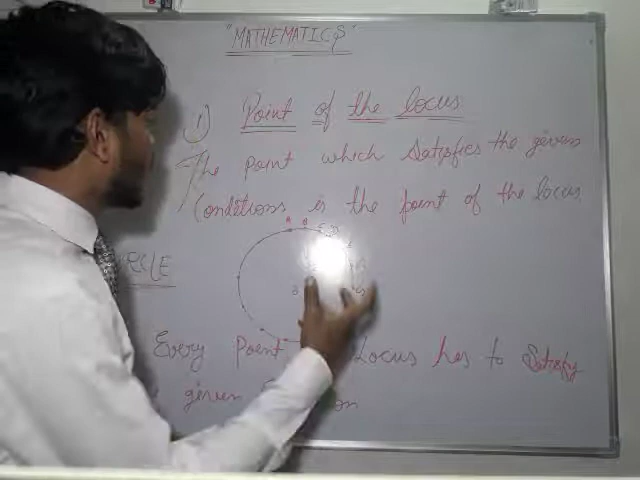 "MATHEMATICS"
1) Point of the locus
The point which satisfies the given
Conditions is the point of the locus
A B
Every Point Locus has to Satisfy
given